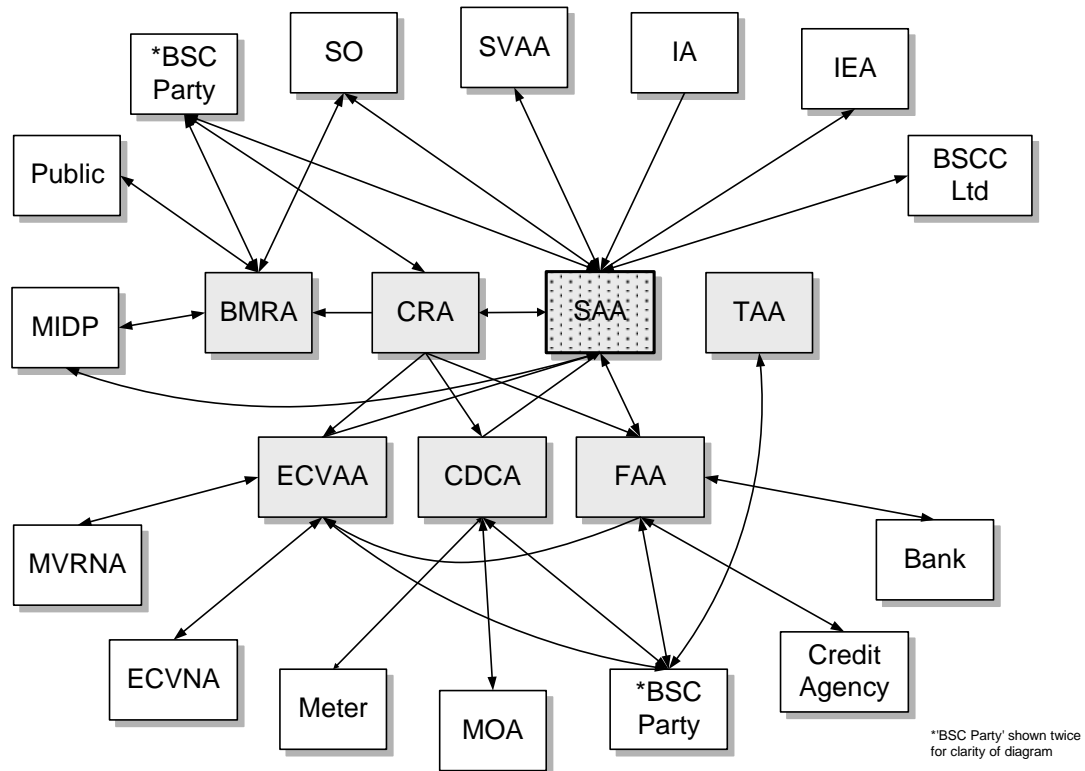 *BSC
Party
SO
SVAA
IA
IEA
Public
BSCC
Ltd
MIDP
BMRA
CRA
SAA
TAA
ECVAA
CDCA
FAA
MVRNA
Bank
ECVNA
Meter
MOA
*BSC
Party
Credit
Agency
*'BSC Party' shown twice
for clarity of diagram